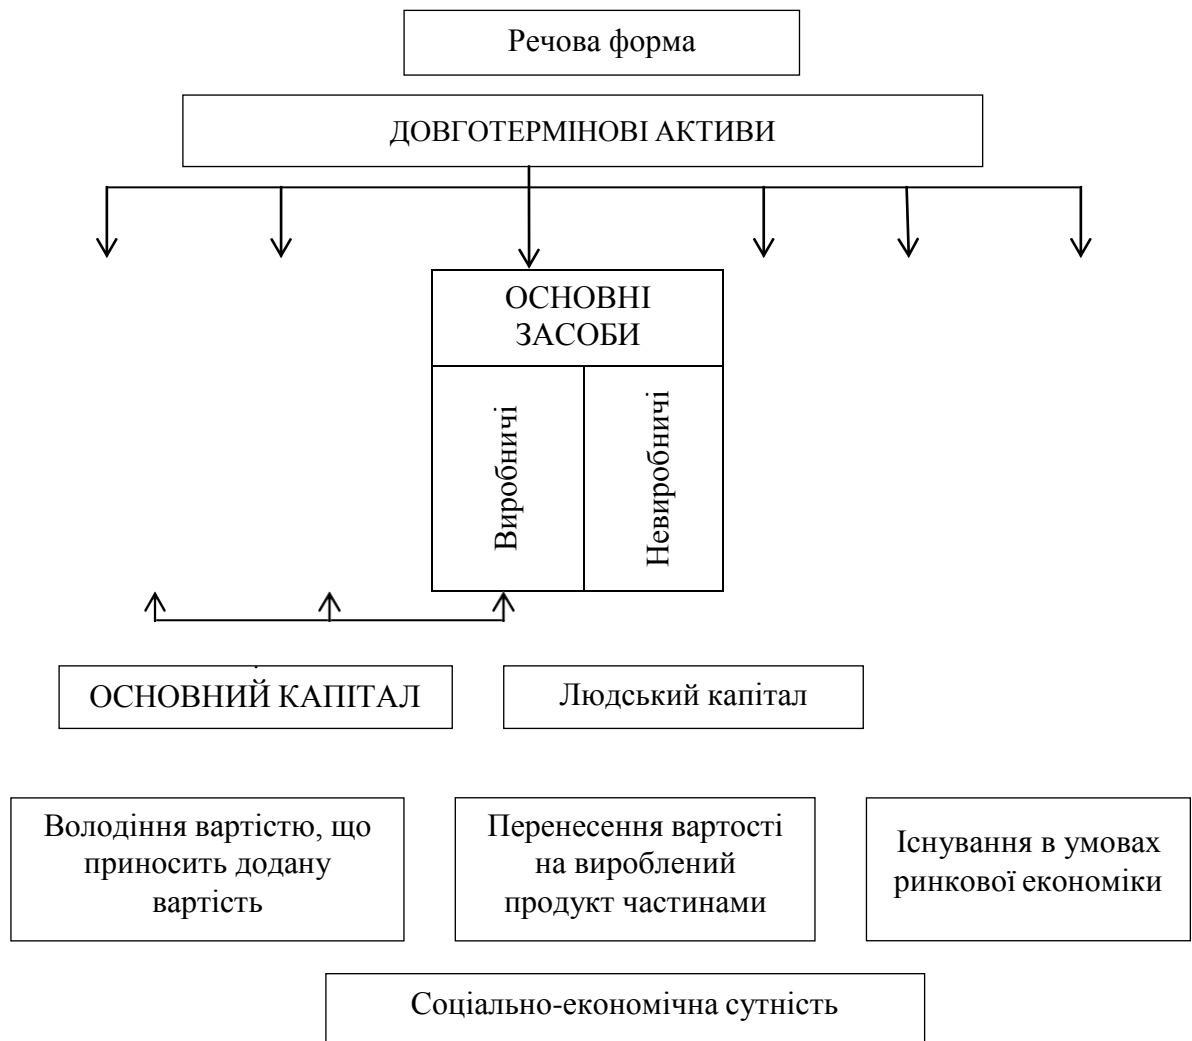 Речова форма
ДОВГОТЕРМІНОВІ АКТИВИ
ОСНОВНІ
ЗАСОБИ
Виробничі
Невиробничі
ОСНОВНИЙ КАПІТАЛ
Людський капітал
Володіння вартістю, що
приносить додану
вартість
Перенесення вартості
на вироблений
продукт частинами
Існування в умовах
ринкової економіки
Соціально-економічна сутність